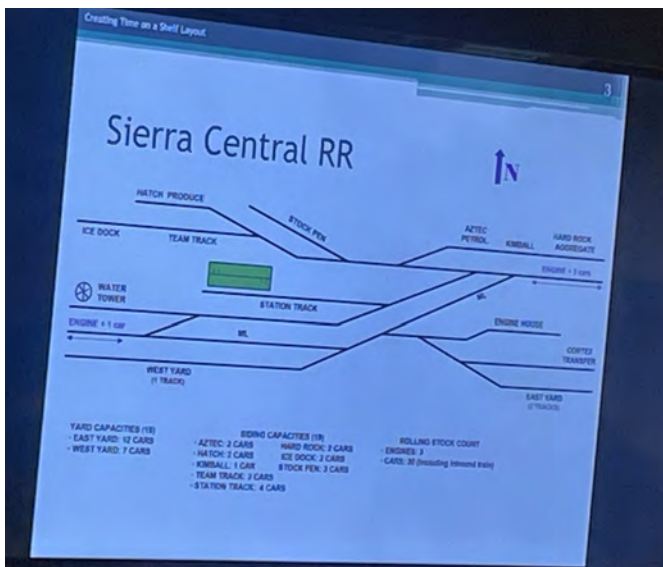 Creating Time on a Shelf Layout
3
Sierra Central RR
N
HATCH PRODUCE
STOCK PEN
ICE DOCK
TEAM TRACK
AZTEC
PETROL.
KIMBALL
HARD ROCK
AGGREGATE
ENGINE + 3 cars
WATER
TOWER
STATION TRACK
ML
ENGINE + 1 car
ML
ENGINE HOUSE
CORTEX
TRANSFER
WEST YARD
(1 TRACK)
EAST YARD
(2 TRACKS)
YARD CAPACITIES (19)
- EAST YARD: 12 CARS
- WEST YARD: 7 CARS
SIDING CAPACITIES (19)
- AZTEC: 2 CARS HARD ROCK: 2 CARS
- HATCH: 2 CARS ICE DOCK: 2 CARS
- KIMBALL: 1 CAR STOCK PEN: 3 CARS
- TEAM TRACK: 3 CARS
- STATION TRACK: 4 CARS
ROLLING STOCK COUNT
- ENGINES: 3
- CARS: 30 (including inbound train)